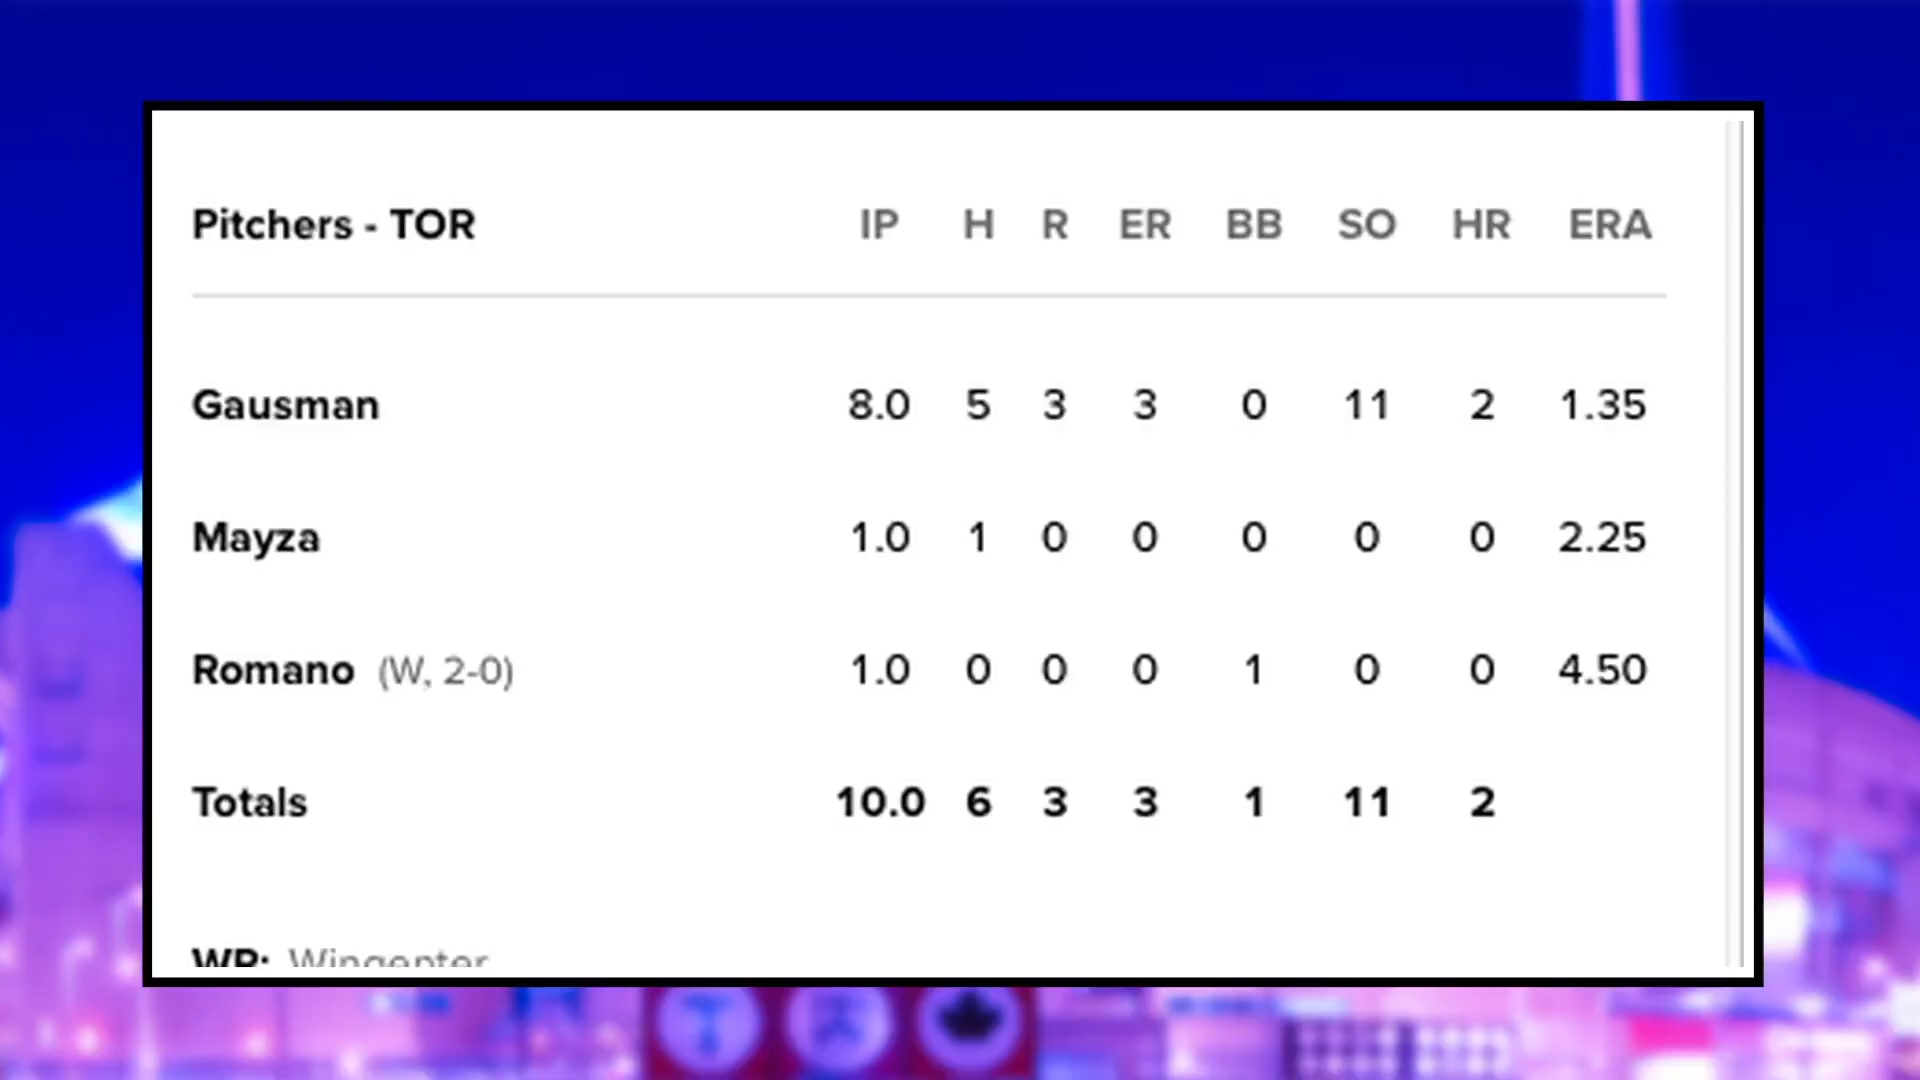 Pitchers - TOR IP H R ER BB SO HR ERA
Gausman 8.0 5 3 3 0 11 2 1.35
Mayza 1.0 1 0 0 0 0 0 2.25
Romano (W, 2-0) 1.0 0 0 0 1 0 0 4.50
Totals 10.0 6 3 3 1 11 2
WP: Wingenter